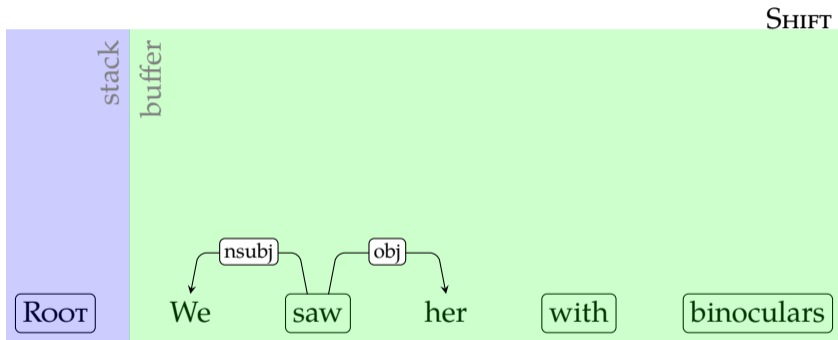 SHIFT
stack
buffer
nsubj obj
ROOT We saw her with binoculars